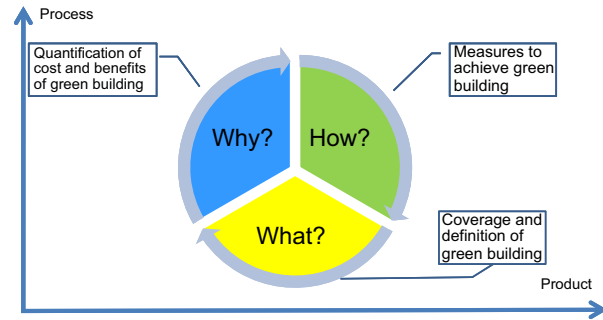 Process
Quantification of
cost and benefits
of green building
Measures to
achieve green
building
Why?
How?
What?
Coverage and
definition of
green building
Product